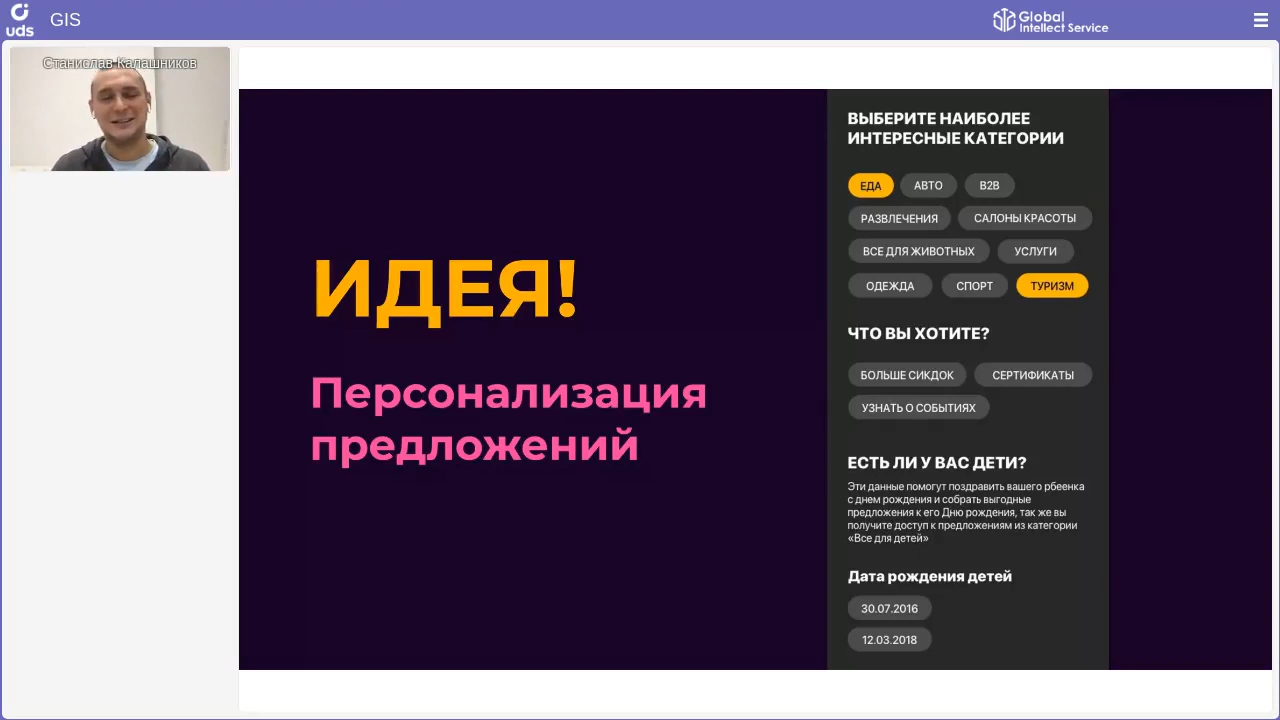 uds
GIS
Global
Intellect Service
Станислав Калашников
ИДЕЯ!
Персонализация
предложений
ВЫБЕРИТЕ НАИБОЛЕЕ
ИНТЕРЕСНЫЕ КАТЕГОРИИ
ЕДА АВТО B2B
РАЗВЛЕЧЕНИЯ САЛОНЫ КРАСОТЫ
ВСЕ ДЛЯ ЖИВОТНЫХ УСЛУГИ
ОДЕЖДА СПОРТ ТУРИЗМ
ЧТО ВЫ ХОТИТЕ?
БОЛЬШЕ СИКДОК СЕРТИФИКАТЫ
УЗНАТЬ О СОБЫТИЯХ
ЕСТЬ ЛИ У ВАС ДЕТИ?
Эти данные помогут поздравить вашего рбеенка
с днем рождения и собрать выгодные
предложения к его Дню рождения, так же вы
получите доступ к предложениям из категории
«Все для детей»
Дата рождения детей
30.07.2016
12.03.2018